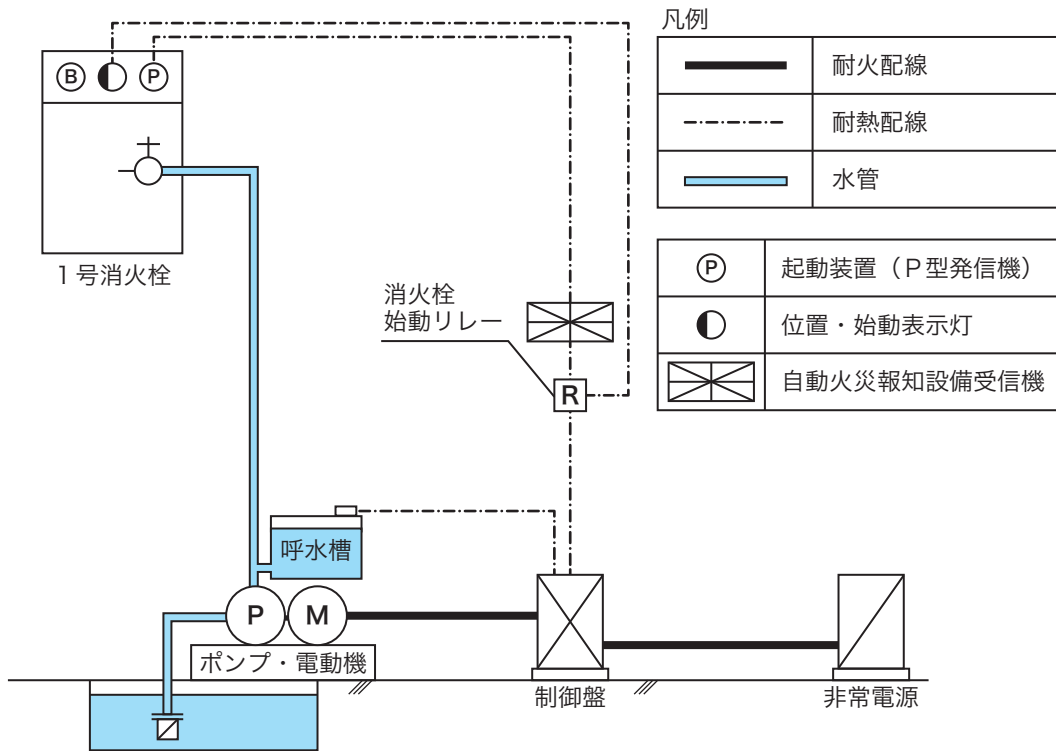 凡例
耐火配線
耐熱配線
水管
Ⓟ 起動装置（Ｐ型発信機）
位置・始動表示灯
自動火災報知設備受信機
Ⓑ Ⓟ
１号消火栓
消火栓
始動リレー
R
呼水槽
P M
ポンプ・電動機
制御盤
非常電源